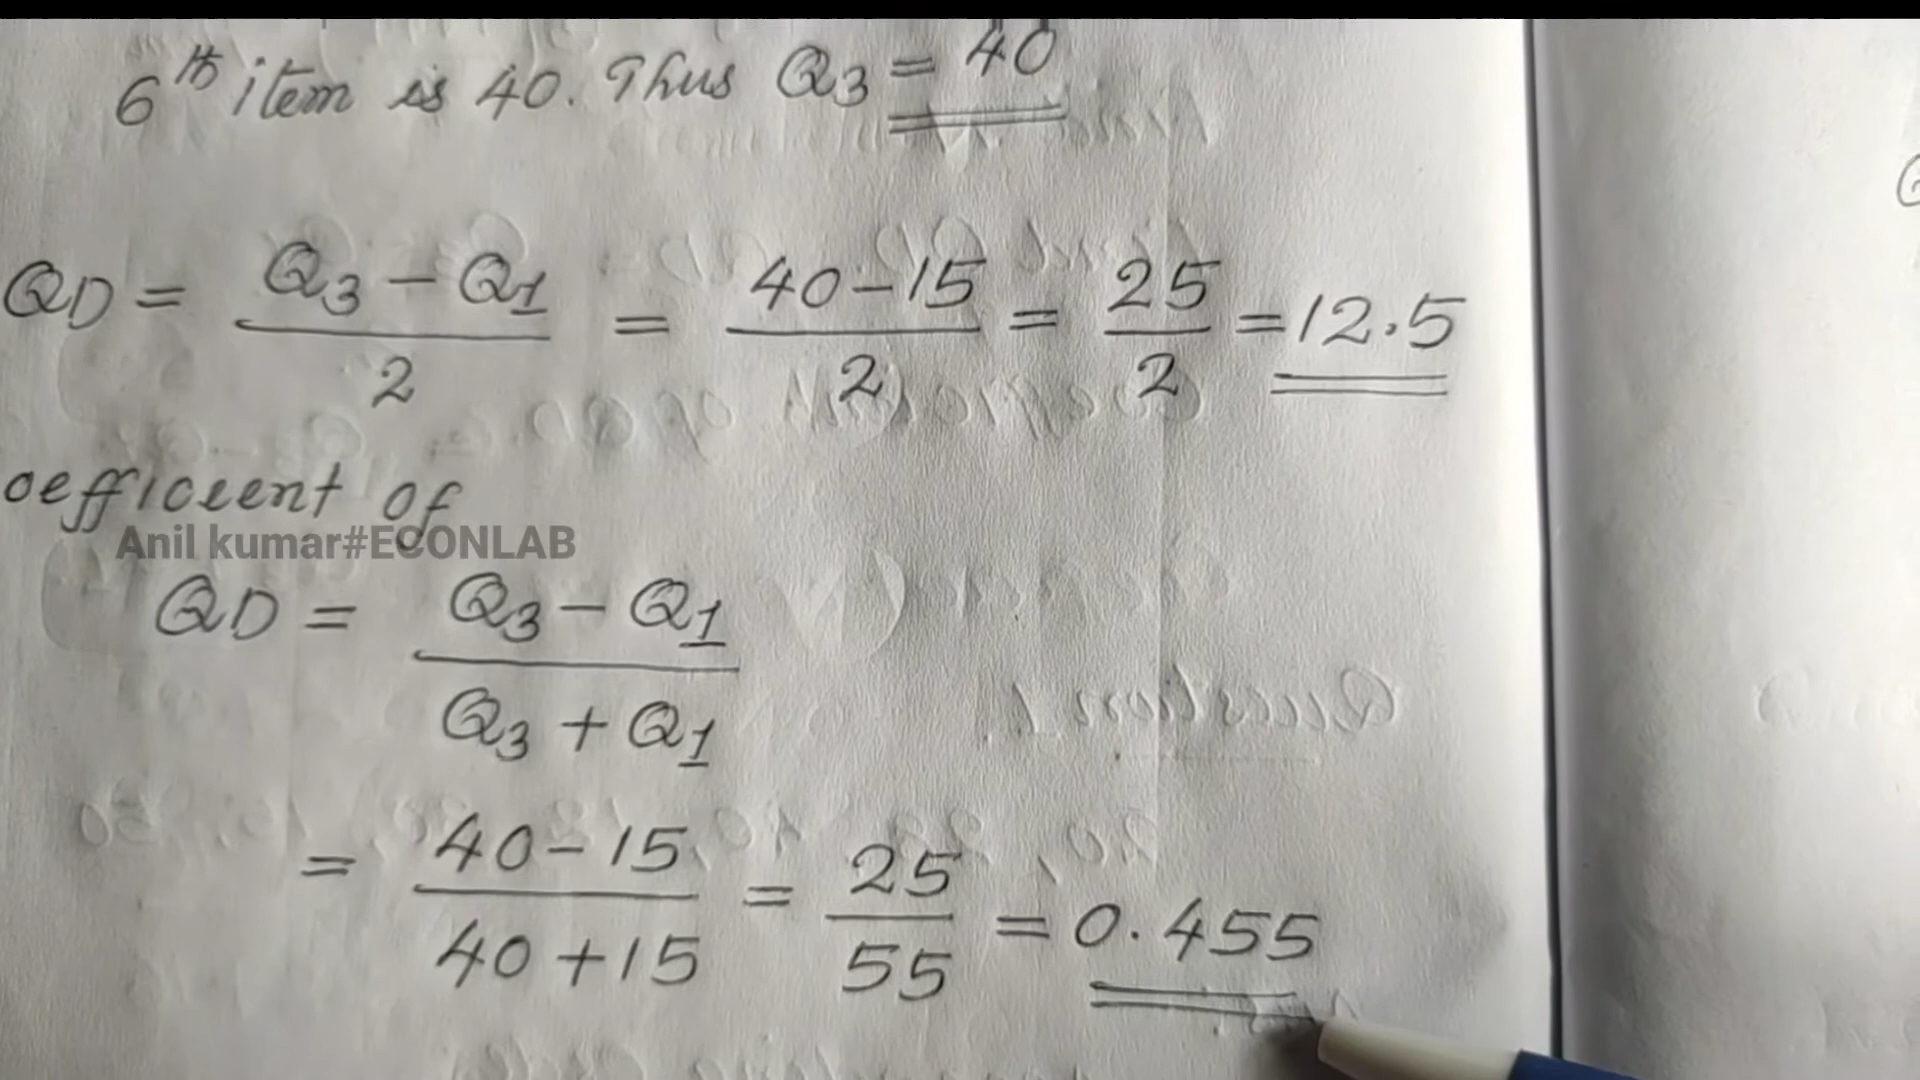 6th item is 40. Thus Q3 = 40
QD = Q3 - Q1 / 2 = 40-15 / 2 = 25 / 2 = 12.5
oefficient of
Anil kumar#ECONLAB
QD = Q3 - Q1 / Q3 + Q1
= 40-15 / 40+15 = 25 / 55 = 0.455